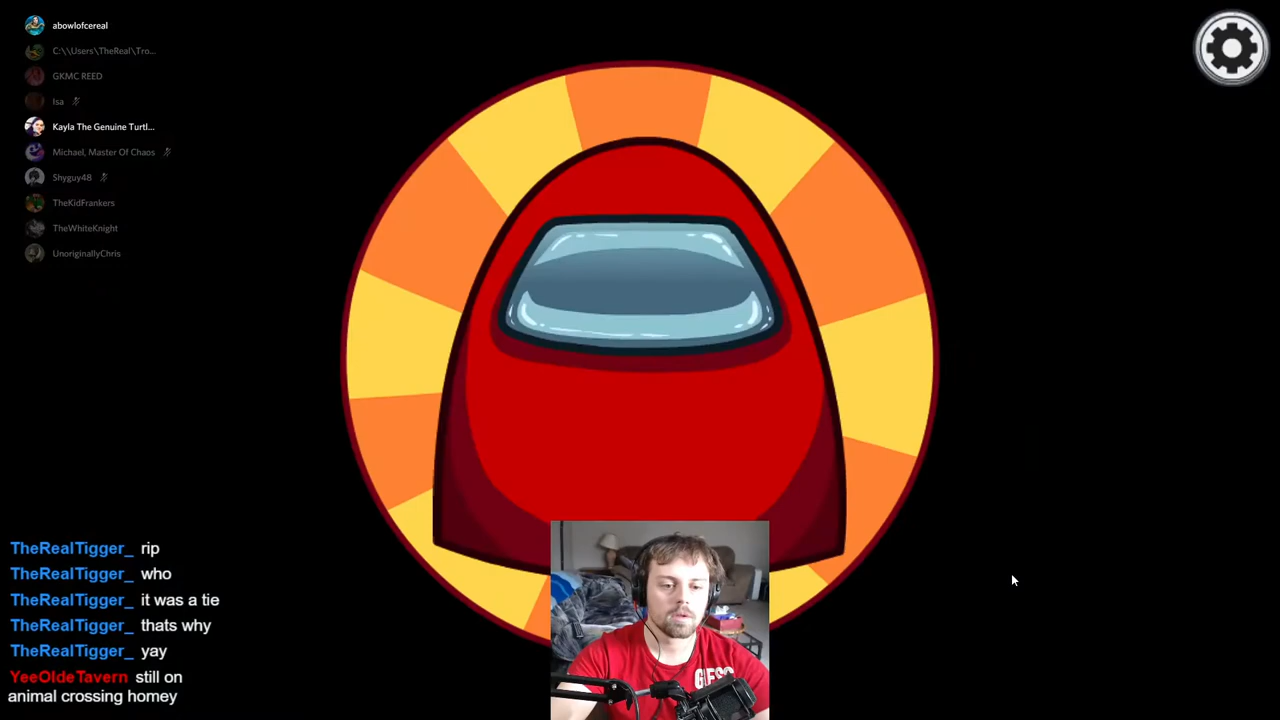 abowlofcereal
C:\\Users\TheReal\Tro...
GKMC REED
Isa
Kayla The Genuine Turtl...
Michael, Master Of Chaos
Shyguy48
TheKidFrankers
TheWhiteKnight
UnoriginallyChris
TheRealTigger_ rip
TheRealTigger_ who
TheRealTigger_ it was a tie
TheRealTigger_ thats why
TheRealTigger_ yay
YeeOldeTavern still on
animal crossing homey